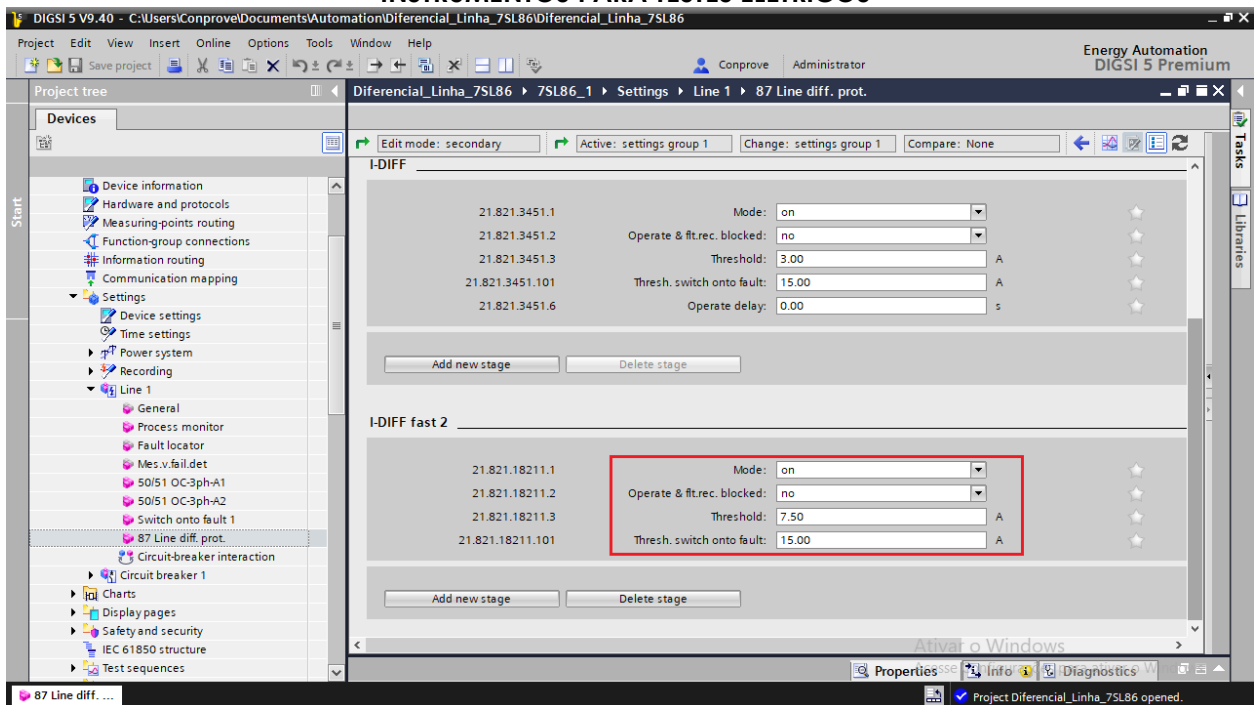 INSTRUMENTOS PARA TESTES ELÉTRICOS
DIGSI 5 V9.40 - C:\Users\Conprove\Documents\Automation\Diferencial_Linha_7SL86\Diferencial_Linha_7SL86
Project Edit View Insert Online Options Tools Window Help
Save project
Conprove Administrator
Energy Automation
DIGSI 5 Premium
Project tree
Diferencial_Linha_7SL86 7SL86_1 Settings Line 1 87 Line diff. prot.
Devices
Edit mode: secondary Active: settings group 1 Change: settings group 1 Compare: None
Start
Tasks
Libraries
Device information
Hardware and protocols
Measuring-points routing
Function-group connections
Information routing
Communication mapping
Settings
Device settings
Time settings
Power system
Recording
Line 1
General
Process monitor
Fault locator
Mes.v.fail.det
50/51 OC-3ph-A1
50/51 OC-3ph-A2
Switch onto fault 1
87 Line diff. prot.
Circuit-breaker interaction
Circuit breaker 1
Charts
Display pages
Safety and security
IEC 61850 structure
Test sequences
I-DIFF
21.821.3451.1 Mode: on
21.821.3451.2 Operate & flt.rec. blocked: no
21.821.3451.3 Threshold: 3.00 A
21.821.3451.101 Thresh. switch onto fault: 15.00 A
21.821.3451.6 Operate delay: 0.00 s
Add new stage Delete stage
I-DIFF fast 2
21.821.18211.1 Mode: on
21.821.18211.2 Operate & flt.rec. blocked: no
21.821.18211.3 Threshold: 7.50 A
21.821.18211.101 Thresh. switch onto fault: 15.00 A
Add new stage Delete stage
Ativar o Windows
Properties Info Diagnostics
87 Line diff. ...
Project Diferencial_Linha_7SL86 opened.